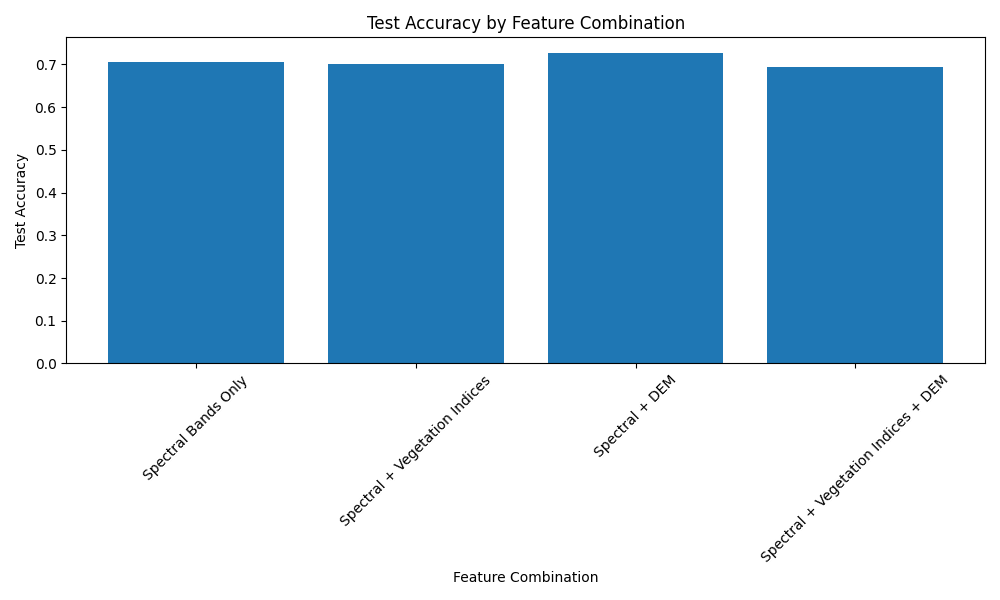 Test Accuracy by Feature Combination
Test Accuracy
0.7
0.6
0.5
0.4
0.3
0.2
0.1
0.0
Spectral Bands Only
Spectral + Vegetation Indices
Spectral + DEM
Spectral + Vegetation Indices + DEM
Feature Combination